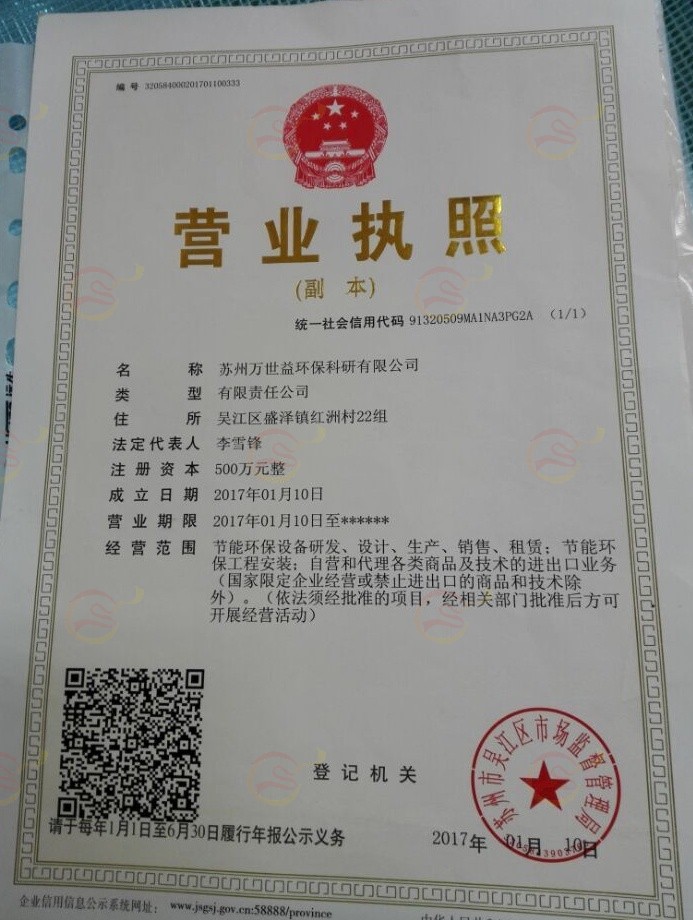 编 号 320584000201701100333
营业执照
(副 本)
统一社会信用代码 91320509MA1NA3PG2A (1/1)
名 称 苏州万世益环保科研有限公司
类 型 有限责任公司
住 所 吴江区盛泽镇红洲村22组
法定代表人 李雪锋
注册资本 500万元整
成立日期 2017年01月10日
营业期限 2017年01月10日至******
经营范围 节能环保设备研发、设计、生产、销售、租赁；节能环
保工程安装；自营和代理各类商品及技术的进出口业务
（国家限定企业经营或禁止进出口的商品和技术除
外）。（依法须经批准的项目，经相关部门批准后方可
开展经营活动）
苏州市吴江区市场监督管理局
登记机关
请于每年1月1日至6月30日履行年报公示义务
2017年 01月 10日
企业信用信息公示系统网址： www.jsgsj.gov.cn:58888/province